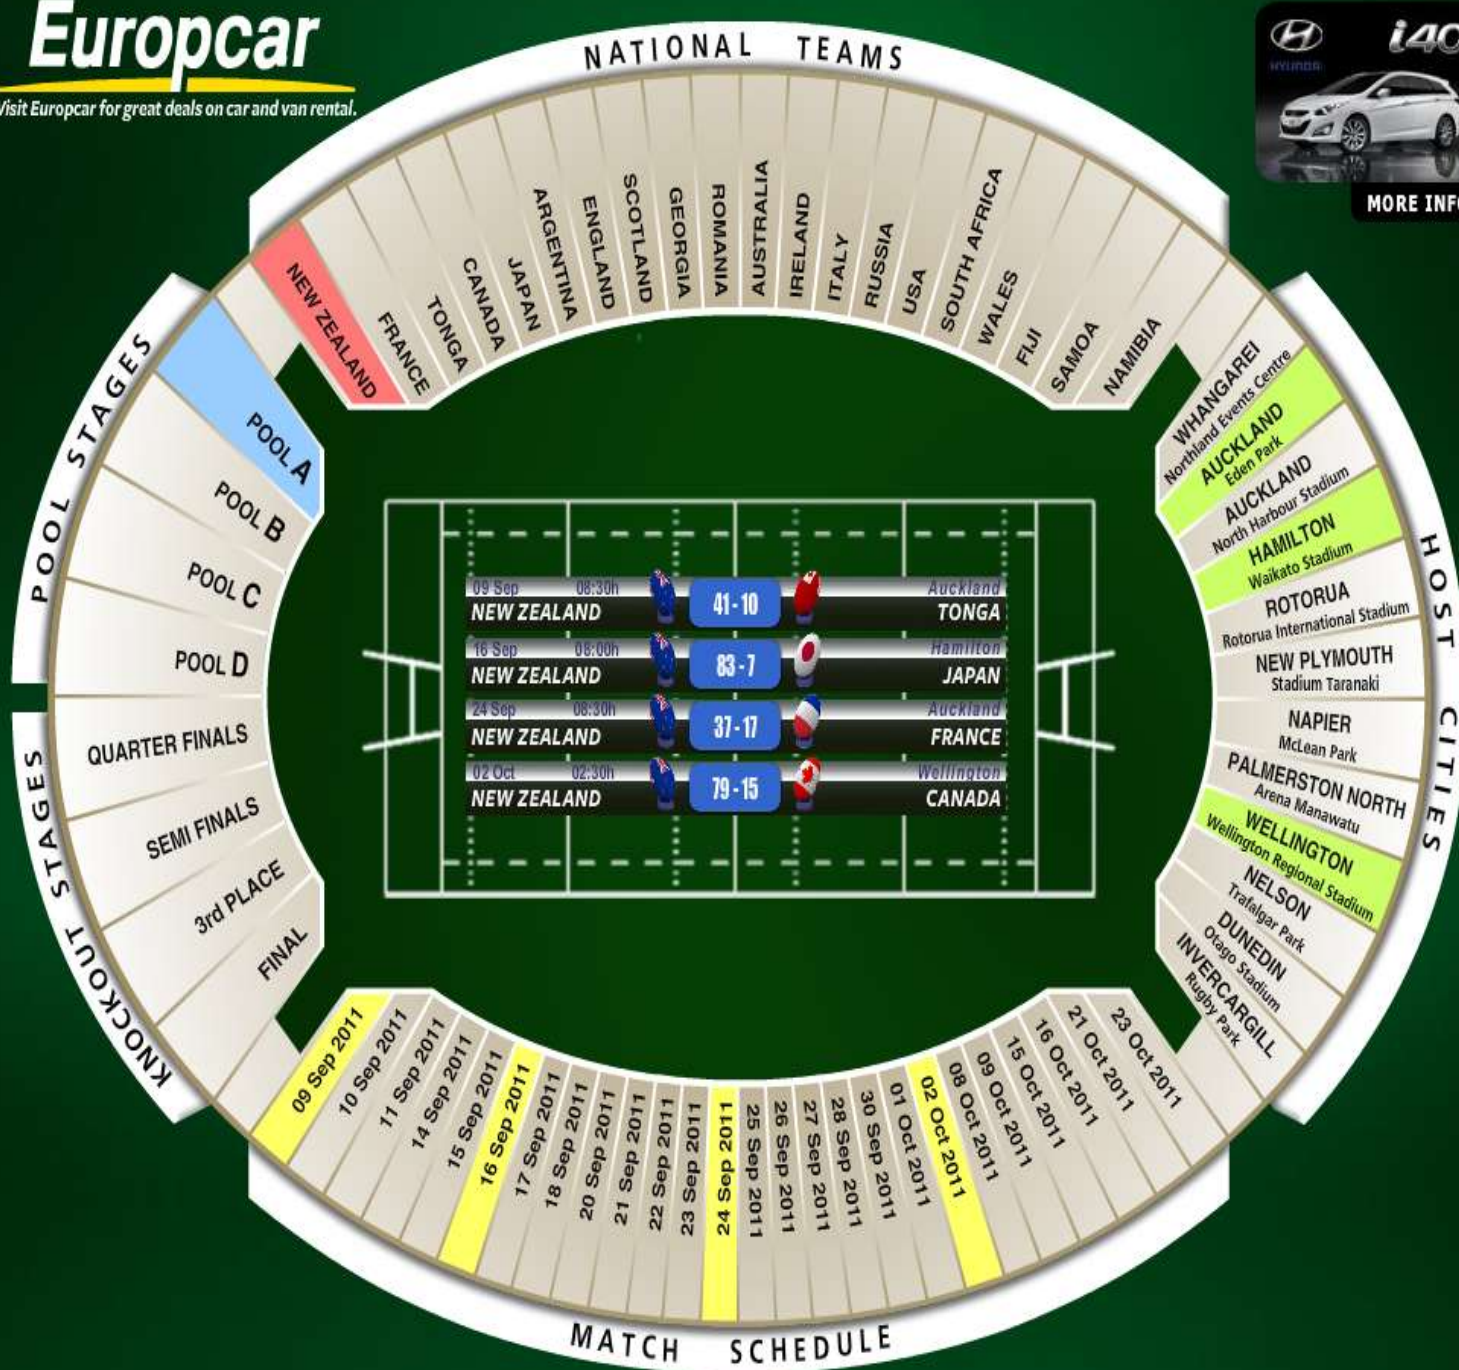 Europcar
Visit Europcar for great deals on car and van rental.
HYUNDAI
i40
MORE INFO
NATIONAL TEAMS
NEW ZEALAND
FRANCE
TONGA
CANADA
JAPAN
ARGENTINA
ENGLAND
SCOTLAND
GEORGIA
ROMANIA
AUSTRALIA
IRELAND
ITALY
RUSSIA
USA
SOUTH AFRICA
WALES
FIJI
SAMOA
NAMIBIA
POOL STAGES
POOL A
POOL B
POOL C
POOL D
KNOCKOUT STAGES
QUARTER FINALS
SEMI FINALS
3rd PLACE
FINAL
09 Sep 08:30h Auckland
NEW ZEALAND 41-10 TONGA
16 Sep 08:00h Hamilton
NEW ZEALAND 83-7 JAPAN
24 Sep 08:30h Auckland
NEW ZEALAND 37-17 FRANCE
02 Oct 02:30h Wellington
NEW ZEALAND 79-15 CANADA
HOST CITIES
WHANGAREI
Northland Events Centre
AUCKLAND
Eden Park
AUCKLAND
North Harbour Stadium
HAMILTON
Waikato Stadium
ROTORUA
Rotorua International Stadium
NEW PLYMOUTH
Stadium Taranaki
NAPIER
McLean Park
PALMERSTON NORTH
Arena Manawatu
WELLINGTON
Wellington Regional Stadium
NELSON
Trafalgar Park
DUNEDIN
Otago Stadium
INVERCARGILL
Rugby Park
09 Sep 2011
10 Sep 2011
11 Sep 2011
14 Sep 2011
15 Sep 2011
16 Sep 2011
17 Sep 2011
18 Sep 2011
20 Sep 2011
21 Sep 2011
22 Sep 2011
23 Sep 2011
24 Sep 2011
25 Sep 2011
26 Sep 2011
27 Sep 2011
28 Sep 2011
30 Sep 2011
01 Oct 2011
02 Oct 2011
08 Oct 2011
09 Oct 2011
15 Oct 2011
16 Oct 2011
21 Oct 2011
23 Oct 2011
MATCH SCHEDULE